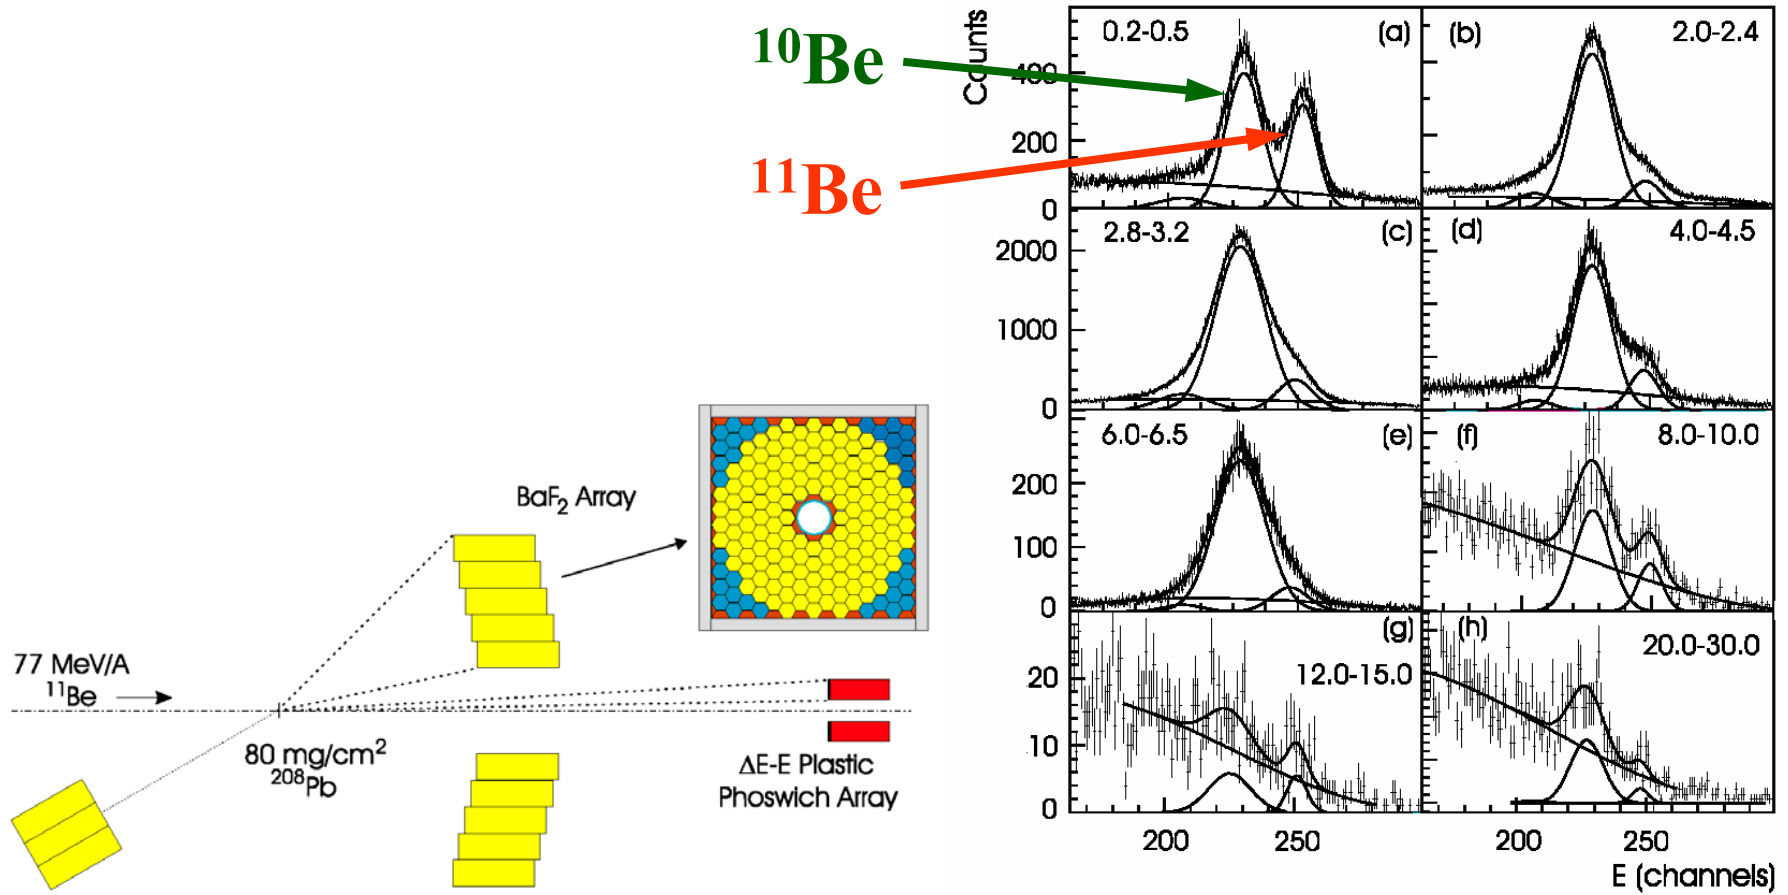 ¹⁰Be
¹¹Be
BaF₂ Array
77 MeV/A
¹¹Be
80 mg/cm²
²⁰⁸Pb
ΔE-E Plastic
Phoswich Array
Counts
0.2-0.5 (a)
(b) 2.0-2.4
400
200
0
2.8-3.2 (c)
(d) 4.0-4.5
2000
1000
0
6.0-6.5 (e)
(f) 8.0-10.0
200
100
0
(g)
12.0-15.0
(h)
20.0-30.0
20
10
0
200 250 200 250
E (channels)